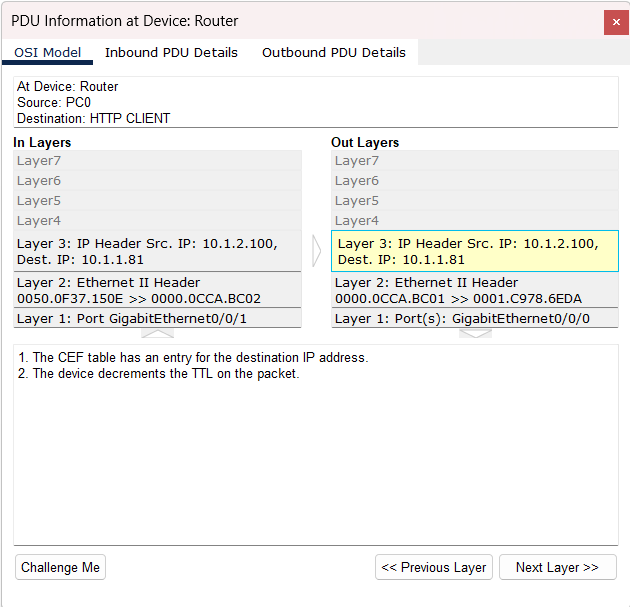 PDU Information at Device: Router
×
OSI Model Inbound PDU Details Outbound PDU Details
At Device: Router
Source: PC0
Destination: HTTP CLIENT
In Layers
Layer7
Layer6
Layer5
Layer4
Layer 3: IP Header Src. IP: 10.1.2.100,
Dest. IP: 10.1.1.81
Layer 2: Ethernet II Header
0050.0F37.150E >> 0000.0CCA.BC02
Layer 1: Port GigabitEthernet0/0/1
Out Layers
Layer7
Layer6
Layer5
Layer4
Layer 3: IP Header Src. IP: 10.1.2.100,
Dest. IP: 10.1.1.81
Layer 2: Ethernet II Header
0000.0CCA.BC01 >> 0001.C978.6EDA
Layer 1: Port(s): GigabitEthernet0/0/0
1. The CEF table has an entry for the destination IP address.
2. The device decrements the TTL on the packet.
Challenge Me << Previous Layer Next Layer >>